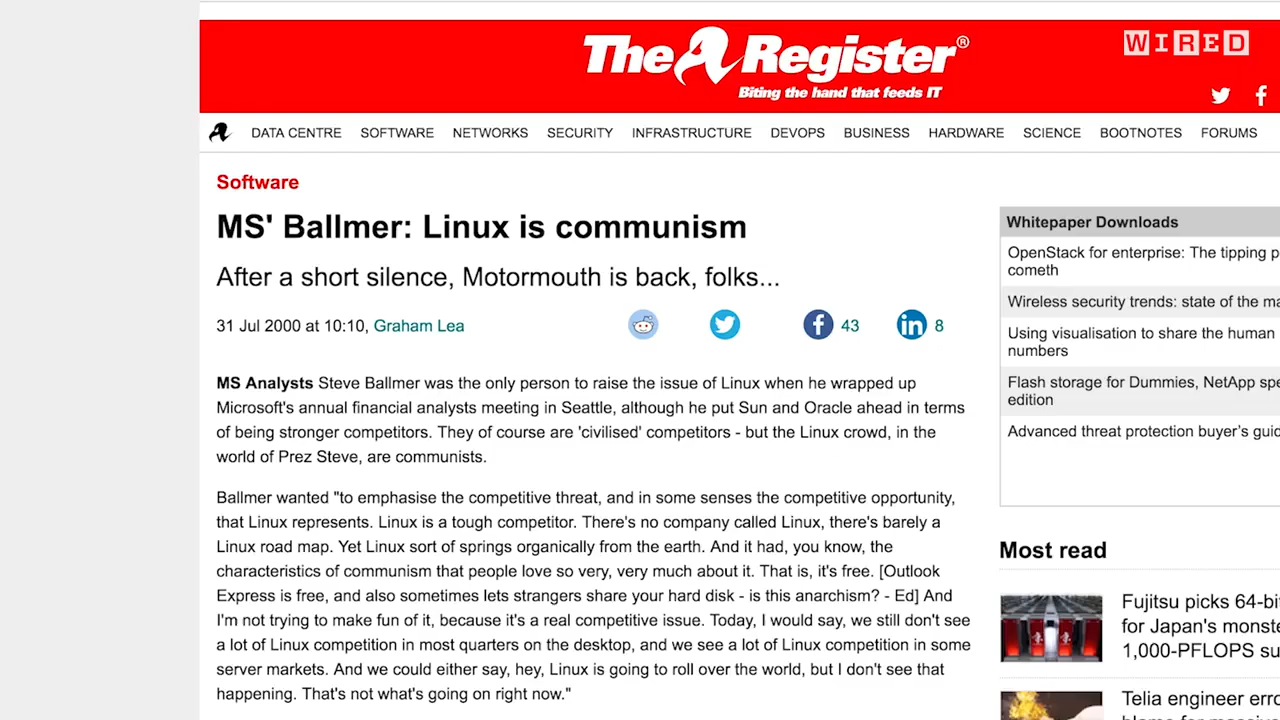 The Register®
Biting the hand that feeds IT
WIRED
DATA CENTRE SOFTWARE NETWORKS SECURITY INFRASTRUCTURE DEVOPS BUSINESS HARDWARE SCIENCE BOOTNOTES FORUMS
Software
MS' Ballmer: Linux is communism
After a short silence, Motormouth is back, folks...
31 Jul 2000 at 10:10, Graham Lea
43
8
MS Analysts Steve Ballmer was the only person to raise the issue of Linux when he wrapped up
Microsoft's annual financial analysts meeting in Seattle, although he put Sun and Oracle ahead in terms
of being stronger competitors. They of course are 'civilised' competitors - but the Linux crowd, in the
world of Prez Steve, are communists.
Ballmer wanted "to emphasise the competitive threat, and in some senses the competitive opportunity,
that Linux represents. Linux is a tough competitor. There's no company called Linux, there's barely a
Linux road map. Yet Linux sort of springs organically from the earth. And it had, you know, the
characteristics of communism that people love so very, very much about it. That is, it's free. [Outlook
Express is free, and also sometimes lets strangers share your hard disk - is this anarchism? - Ed] And
I'm not trying to make fun of it, because it's a real competitive issue. Today, I would say, we still don't see
a lot of Linux competition in most quarters on the desktop, and we see a lot of Linux competition in some
server markets. And we could either say, hey, Linux is going to roll over the world, but I don't see that
happening. That's not what's going on right now."
Whitepaper Downloads
OpenStack for enterprise: The tipping
cometh
Wireless security trends: state of the
Using visualisation to share the human
numbers
Flash storage for Dummies, NetApp
edition
Advanced threat protection buyer's
Most read
Fujitsu picks
for Japan's
1,000-PFLOPS
Telia engineer